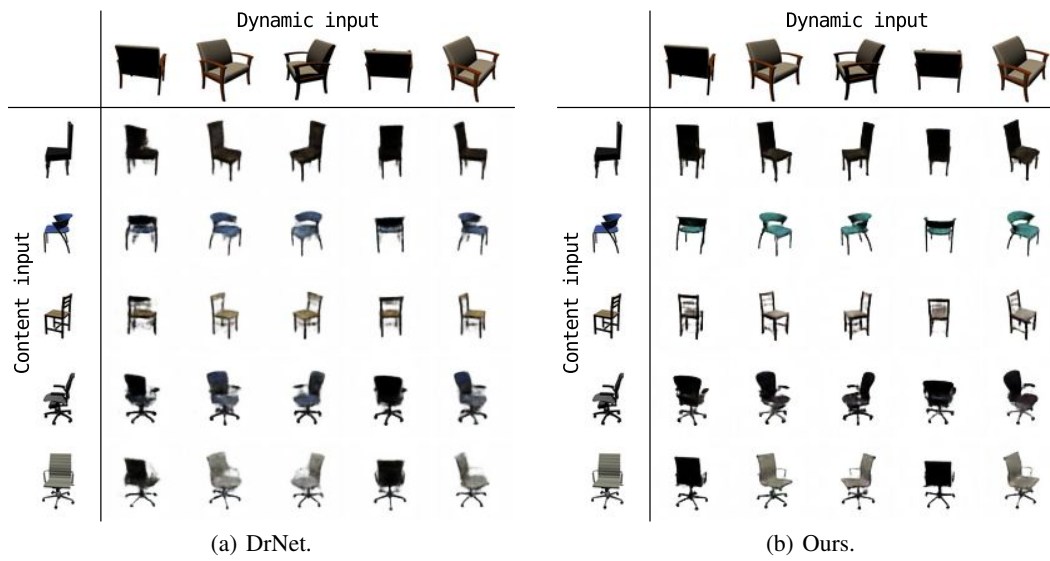 Dynamic input
Content input
(a) DrNet.
Dynamic input
Content input
(b) Ours.